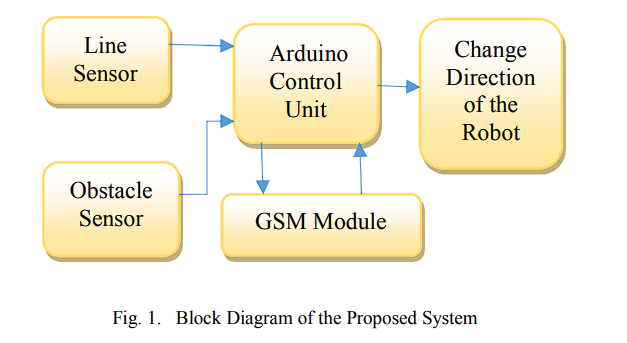 Line
Sensor
Arduino
Control
Unit
Change
Direction
of the
Robot
Obstacle
Sensor
GSM Module
Fig. 1. Block Diagram of the Proposed System